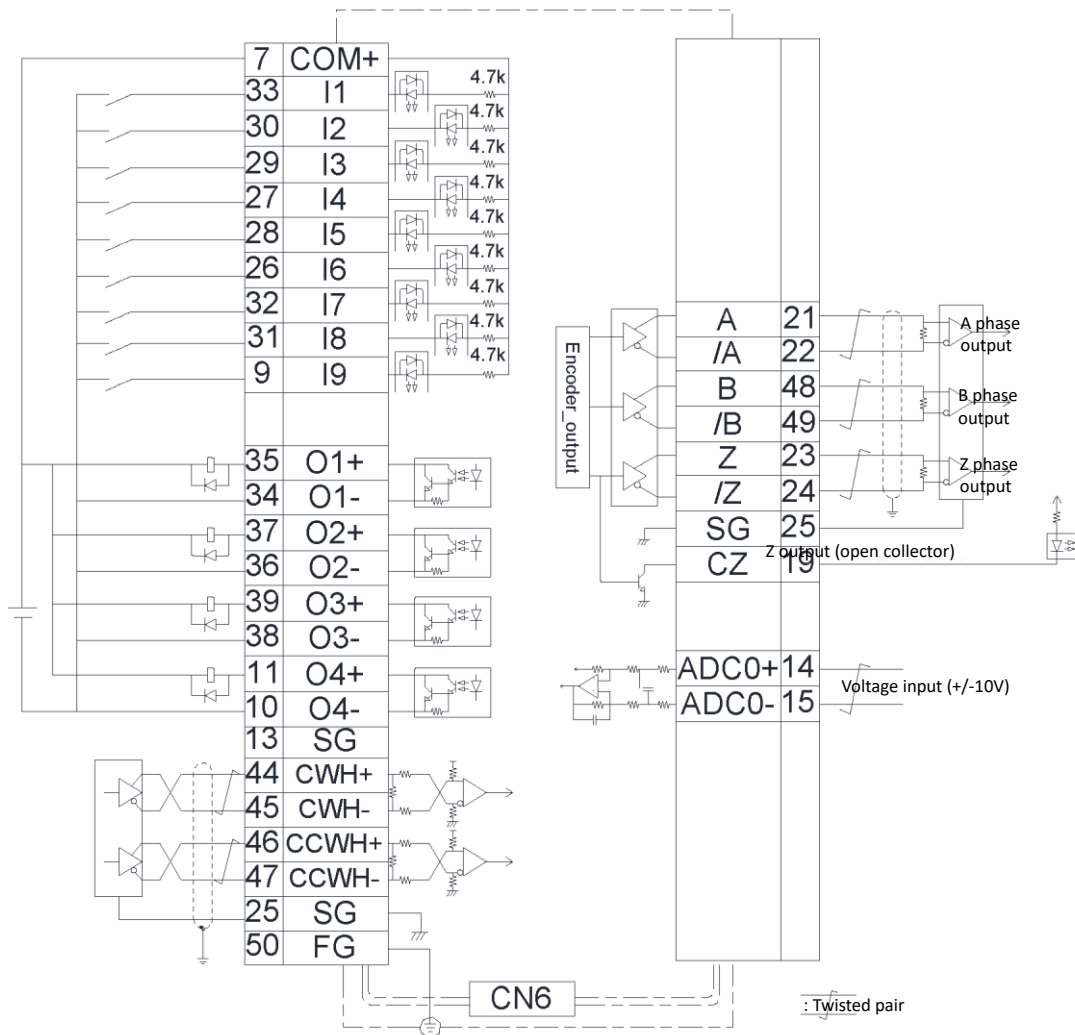 7 COM+
33 I1 4.7k
30 I2 4.7k
29 I3 4.7k
27 I4 4.7k
28 I5 4.7k
26 I6 4.7k
32 I7 4.7k
31 I8 4.7k
9 I9 4.7k
35 O1+
34 O1-
37 O2+
36 O2-
39 O3+
38 O3-
11 O4+
10 O4-
13 SG
44 CWH+
45 CWH-
46 CCWH+
47 CCWH-
25 SG
50 FG
Encoder_output
A 21
/A 22
A phase
output
B 48
/B 49
B phase
output
Z 23
/Z 24
Z phase
output
SG 25
Z output (open collector)
CZ 19
ADC0+ 14
ADC0- 15
Voltage input (+/-10V)
CN6
: Twisted pair